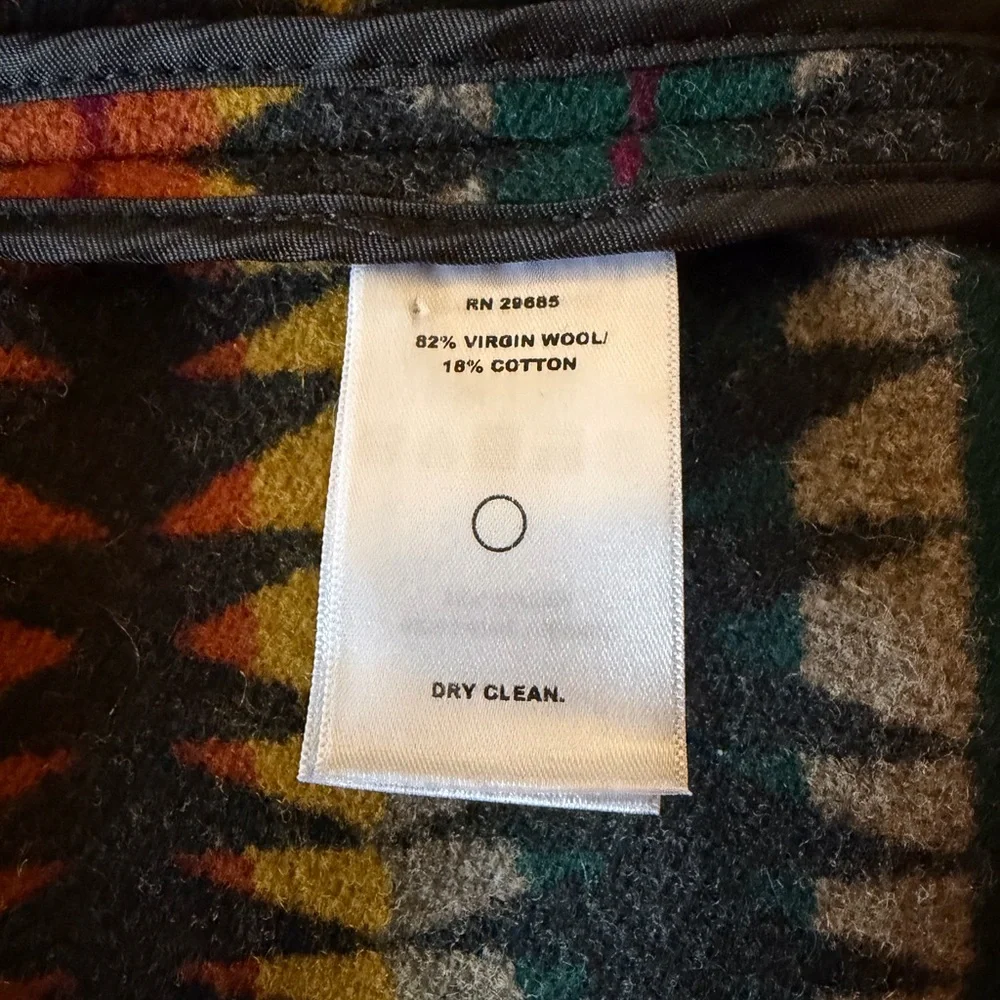 RN 29685
82% VIRGIN WOOL/
18% COTTON
DRY CLEAN.